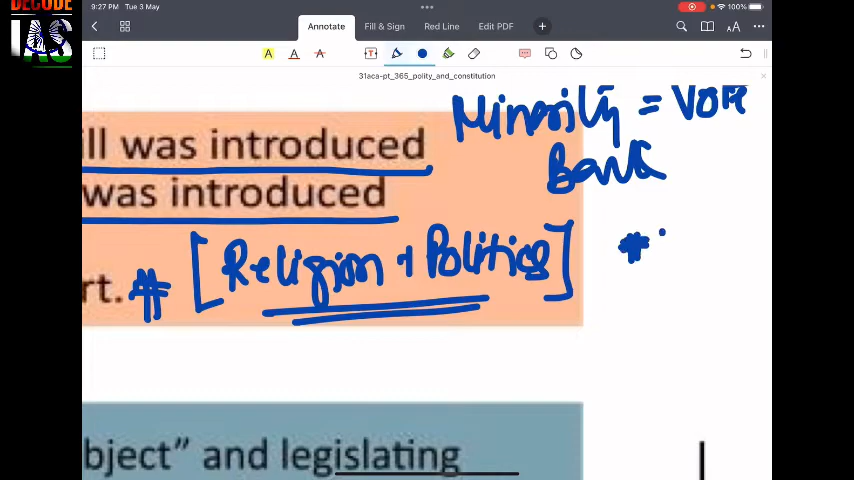 DECODE
IAS
9:27 PM Tue 3 May
100%
Annotate
Fill & Sign
Red Line
Edit PDF
AA
31aca-pt_365_polity_and_constitution
Minority = Vote
Bank
ill was introduced
was introduced
# [Religion + Politics] #
rt.
bject” and legislating